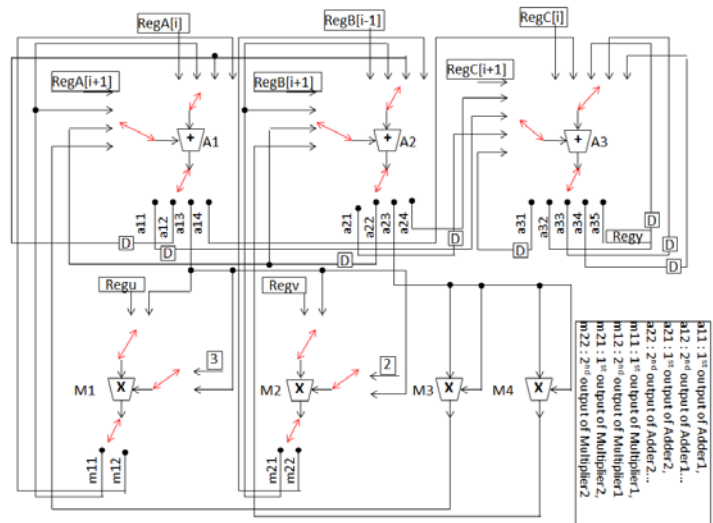 RegA[i]
RegB[i-1]
RegC[i]
RegA[i+1]
RegB[i+1]
RegC[i+1]
+
A1
+
A2
+
A3
a11
a12
a13
a14
a21
a22
a23
a24
a31
a32
a33
a34
a35
D
D
D
D
D
D
D
Regy
Regu
Regv
3
2
M1
X
M2
X
M3
X
M4
X
m11
m12
m21
m22
a11 : 1st output of Adder1,
a12 : 2nd output of Adder1...
a21 : 1st output of Adder2,
a22 : 2nd output of Adder2...
m11 : 1st output of Multiplier1,
m12 : 2nd output of Multiplier1
m21 : 1st output of Multiplier2,
m22 : 2nd output of Multiplier2